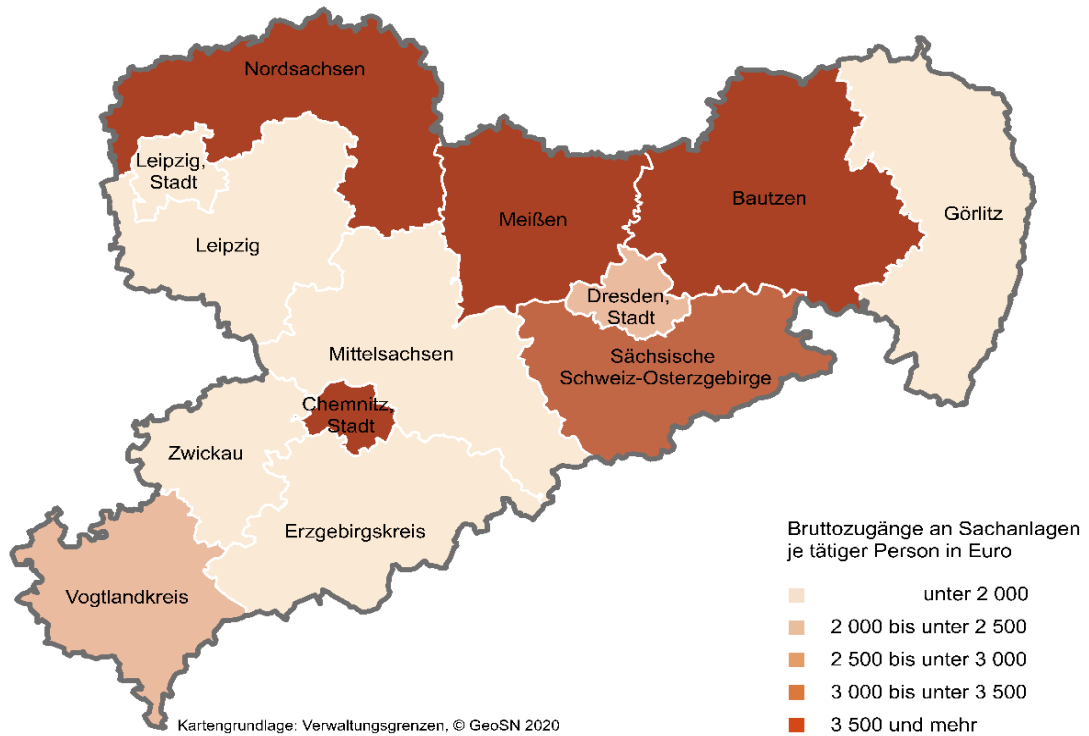 Nordsachsen
Leipzig,
Stadt
Leipzig
Meißen
Bautzen
Görlitz
Dresden,
Stadt
Mittelsachsen
Sächsische
Schweiz-Osterzgebirge
Chemnitz,
Stadt
Zwickau
Erzgebirgskreis
Vogtlandkreis
Bruttozugänge an Sachanlagen
je tätiger Person in Euro
unter 2 000
2 000 bis unter 2 500
2 500 bis unter 3 000
3 000 bis unter 3 500
3 500 und mehr
Kartengrundlage: Verwaltungsgrenzen, © GeoSN 2020